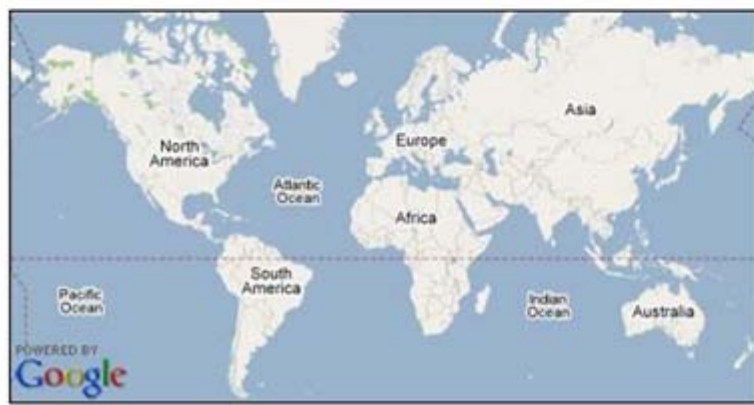 Asia
Europe
North
America
Atlantic
Ocean
Africa
South
America
Pacific
Ocean
Indian
Ocean
Australia
POWERED BY
Google